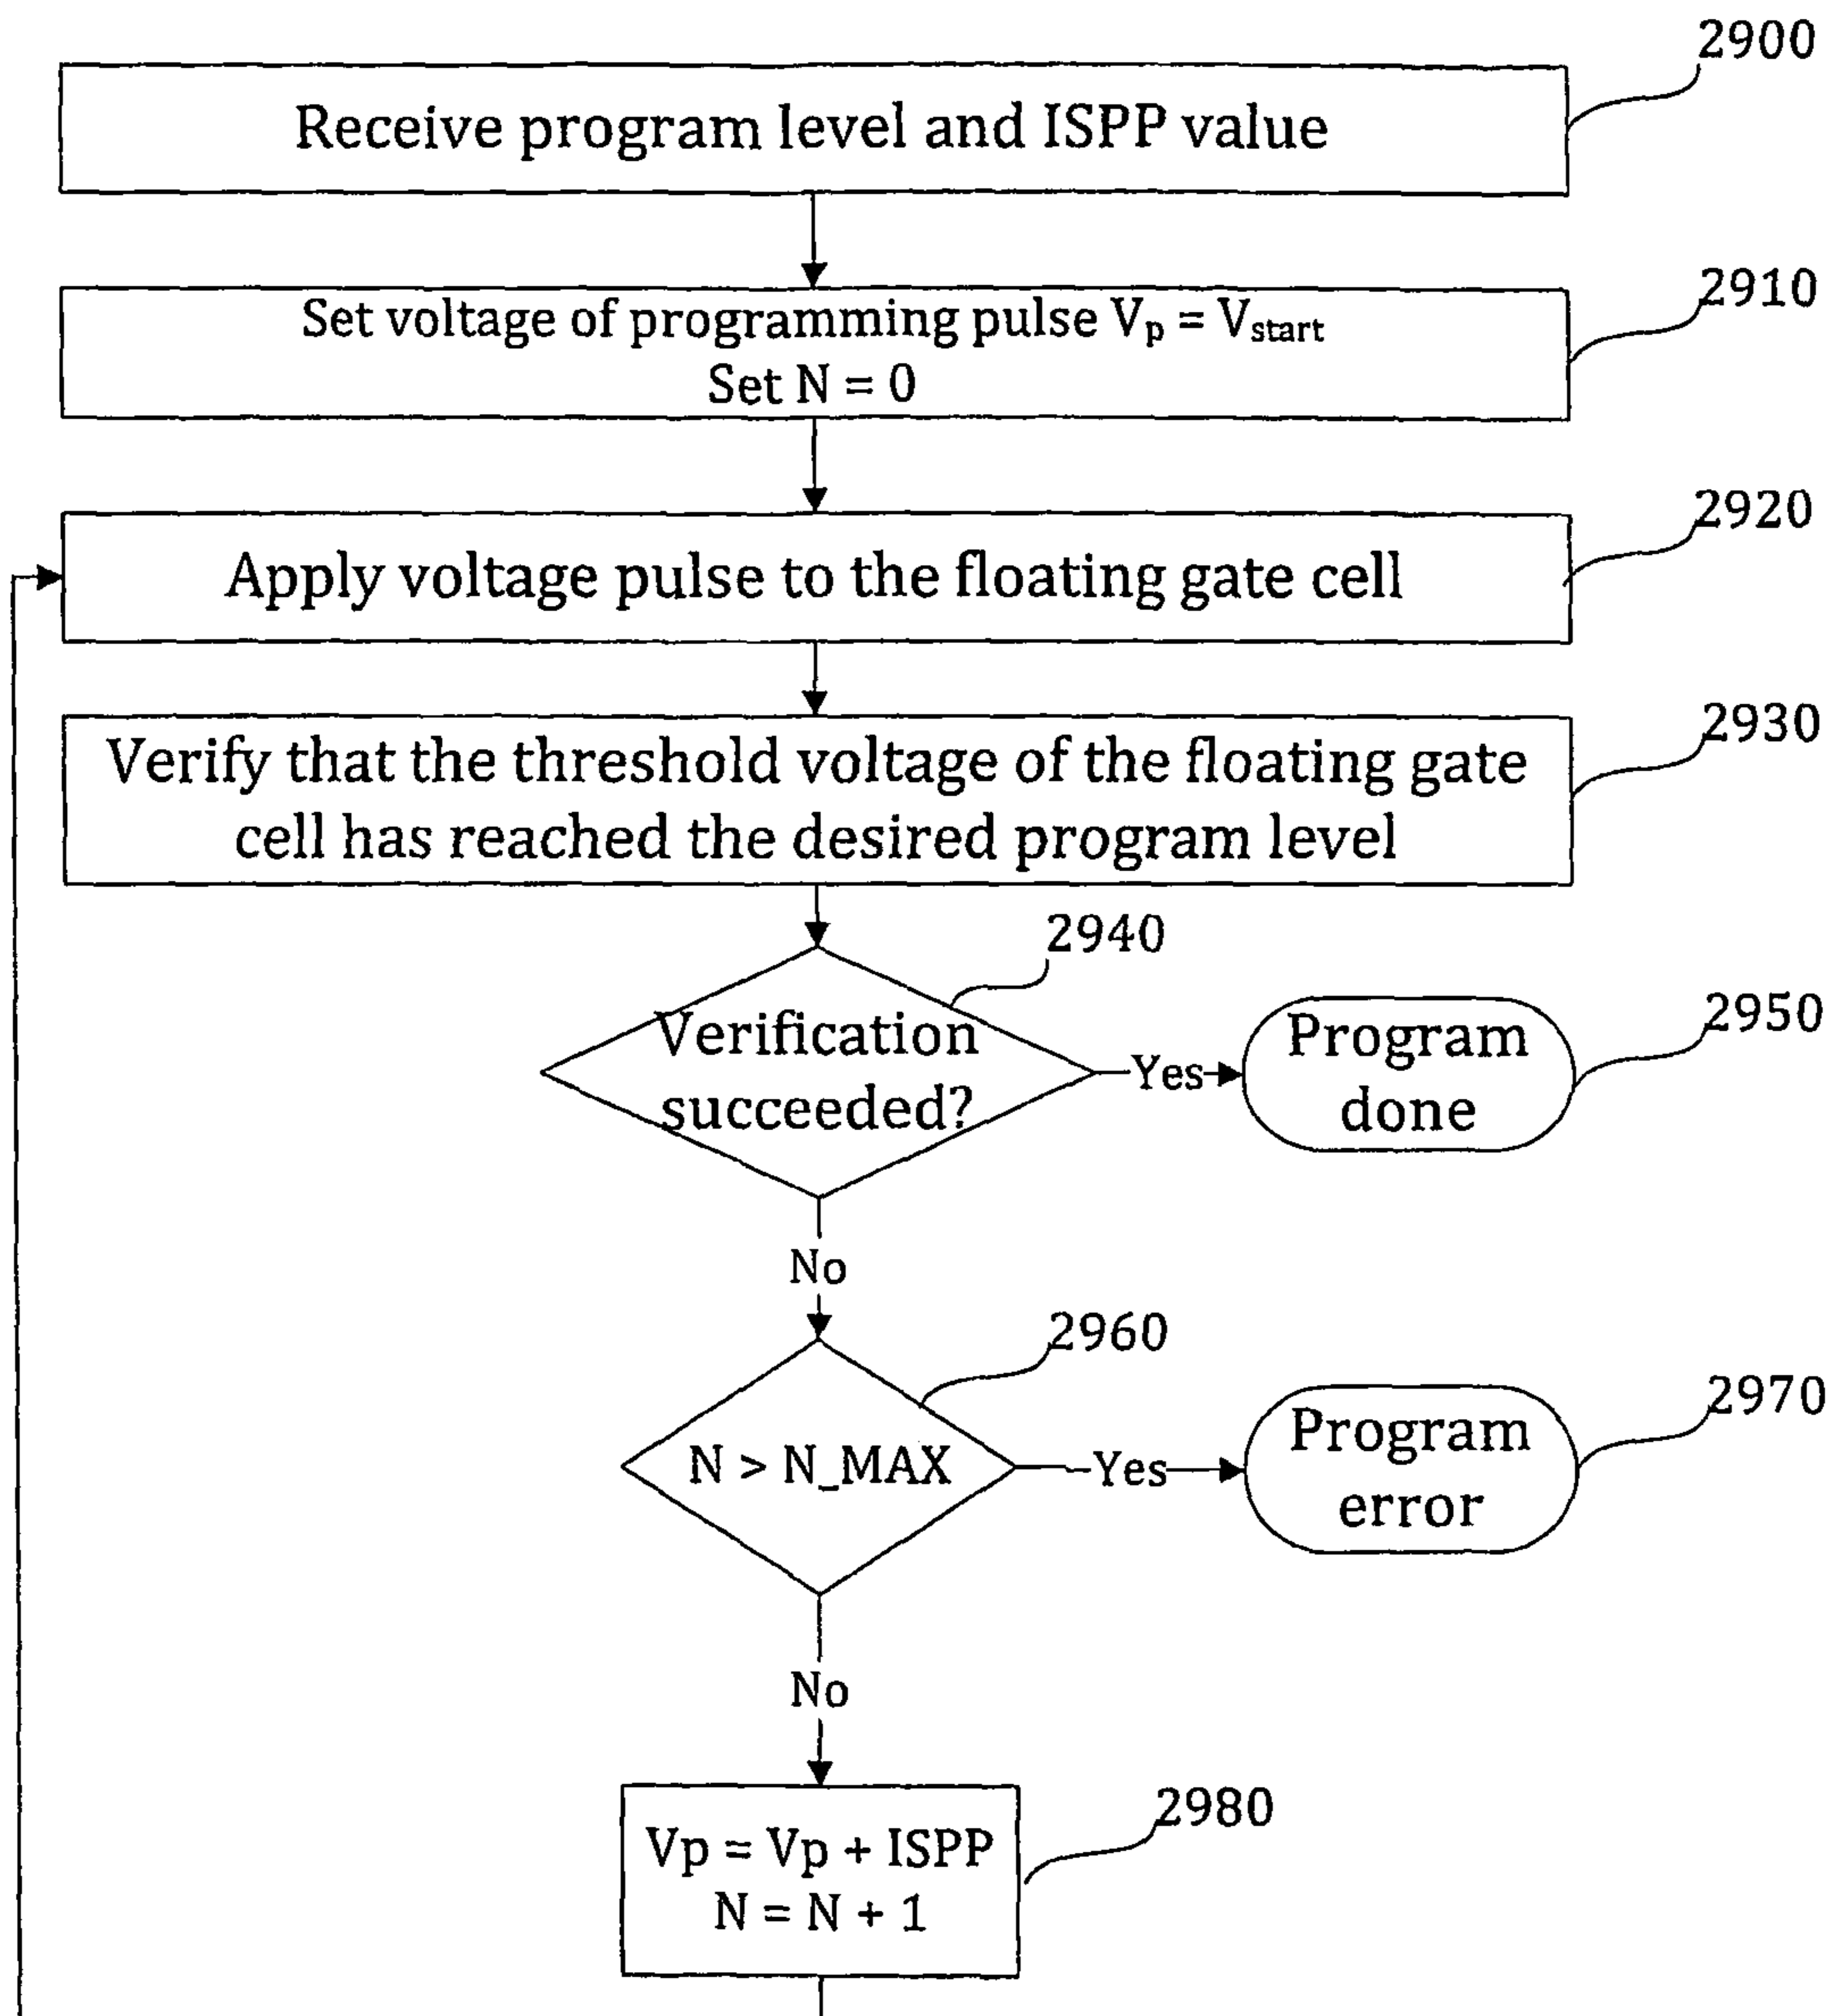 2900
Receive program level and ISPP value
2910
Set voltage of programming pulse Vp = Vstart
Set N = 0
2920
Apply voltage pulse to the floating gate cell
2930
Verify that the threshold voltage of the floating gate
cell has reached the desired program level
2940
Verification
succeeded?
Yes
2950
Program
done
No
2960
N > N_MAX
Yes
2970
Program
error
No
2980
Vp = Vp + ISPP
N = N + 1